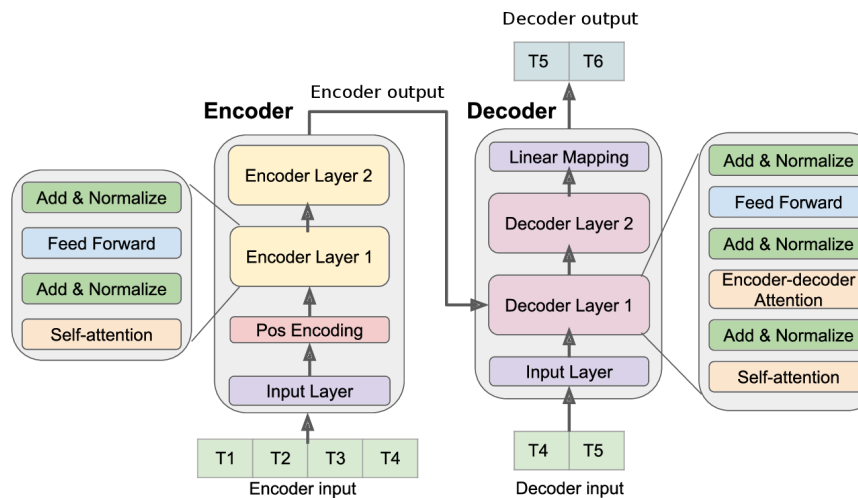 Decoder output
T5 T6
Encoder output
Encoder
Decoder
Add & Normalize
Feed Forward
Add & Normalize
Self-attention
Encoder Layer 2
Encoder Layer 1
Pos Encoding
Input Layer
T1 T2 T3 T4
Encoder input
Linear Mapping
Decoder Layer 2
Decoder Layer 1
Input Layer
T4 T5
Decoder input
Add & Normalize
Feed Forward
Add & Normalize
Encoder-decoder
Attention
Add & Normalize
Self-attention